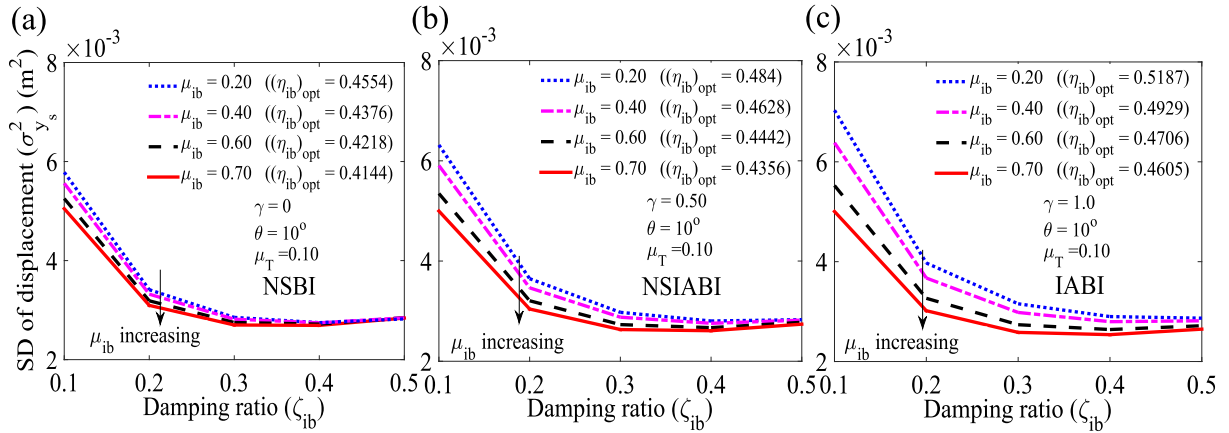 (a)
×10⁻³
SD of displacement (σ²yₛ) (m²)
8
6
4
2
μib = 0.20 ((ηib)opt = 0.4554)
μib = 0.40 ((ηib)opt = 0.4376)
μib = 0.60 ((ηib)opt = 0.4218)
μib = 0.70 ((ηib)opt = 0.4144)
γ = 0
θ = 10°
μT = 0.10
NSBI
μib increasing
0.1 0.2 0.3 0.4 0.5
Damping ratio (ζib)
(b)
×10⁻³
8
6
4
2
μib = 0.20 ((ηib)opt = 0.484)
μib = 0.40 ((ηib)opt = 0.4628)
μib = 0.60 ((ηib)opt = 0.4442)
μib = 0.70 ((ηib)opt = 0.4356)
γ = 0.50
θ = 10°
μT = 0.10
NSIABI
μib increasing
0.1 0.2 0.3 0.4 0.5
Damping ratio (ζib)
(c)
×10⁻³
8
6
4
2
μib = 0.20 ((ηib)opt = 0.5187)
μib = 0.40 ((ηib)opt = 0.4929)
μib = 0.60 ((ηib)opt = 0.4706)
μib = 0.70 ((ηib)opt = 0.4605)
γ = 1.0
θ = 10°
μT = 0.10
IABI
μib increasing
0.1 0.2 0.3 0.4 0.5
Damping ratio (ζib)